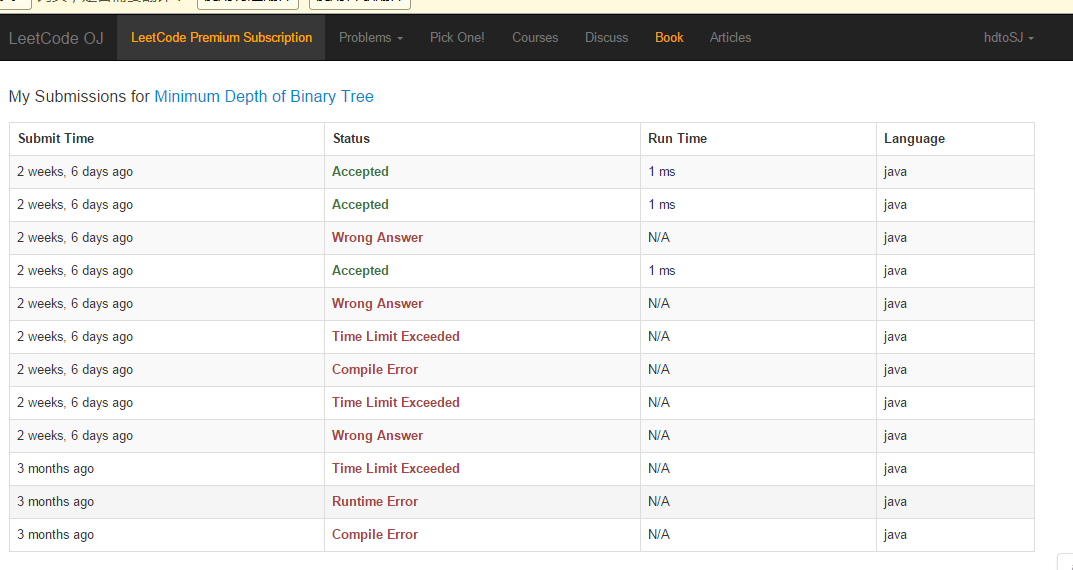 LeetCode OJ LeetCode Premium Subscription Problems Pick One! Courses Discuss Book Articles hdtoSJ
My Submissions for Minimum Depth of Binary Tree
Submit Time Status Run Time Language
2 weeks, 6 days ago Accepted 1 ms java
2 weeks, 6 days ago Accepted 1 ms java
2 weeks, 6 days ago Wrong Answer N/A java
2 weeks, 6 days ago Accepted 1 ms java
2 weeks, 6 days ago Wrong Answer N/A java
2 weeks, 6 days ago Time Limit Exceeded N/A java
2 weeks, 6 days ago Compile Error N/A java
2 weeks, 6 days ago Time Limit Exceeded N/A java
2 weeks, 6 days ago Wrong Answer N/A java
3 months ago Time Limit Exceeded N/A java
3 months ago Runtime Error N/A java
3 months ago Compile Error N/A java